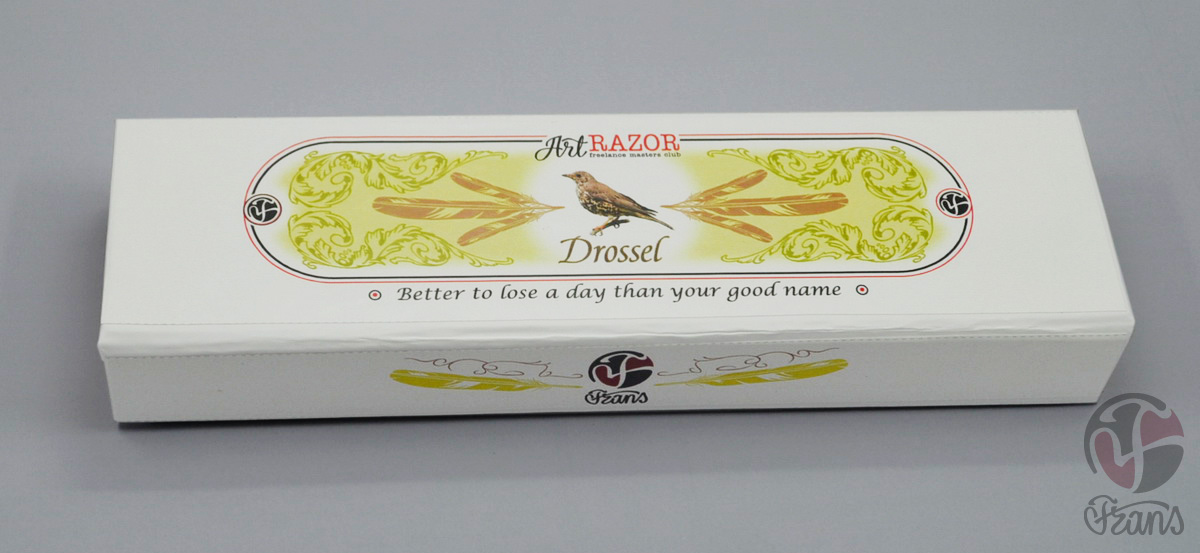 Art RAZOR
freelance masters club
Drossel
Better to lose a day than your good name
Frans
Frans